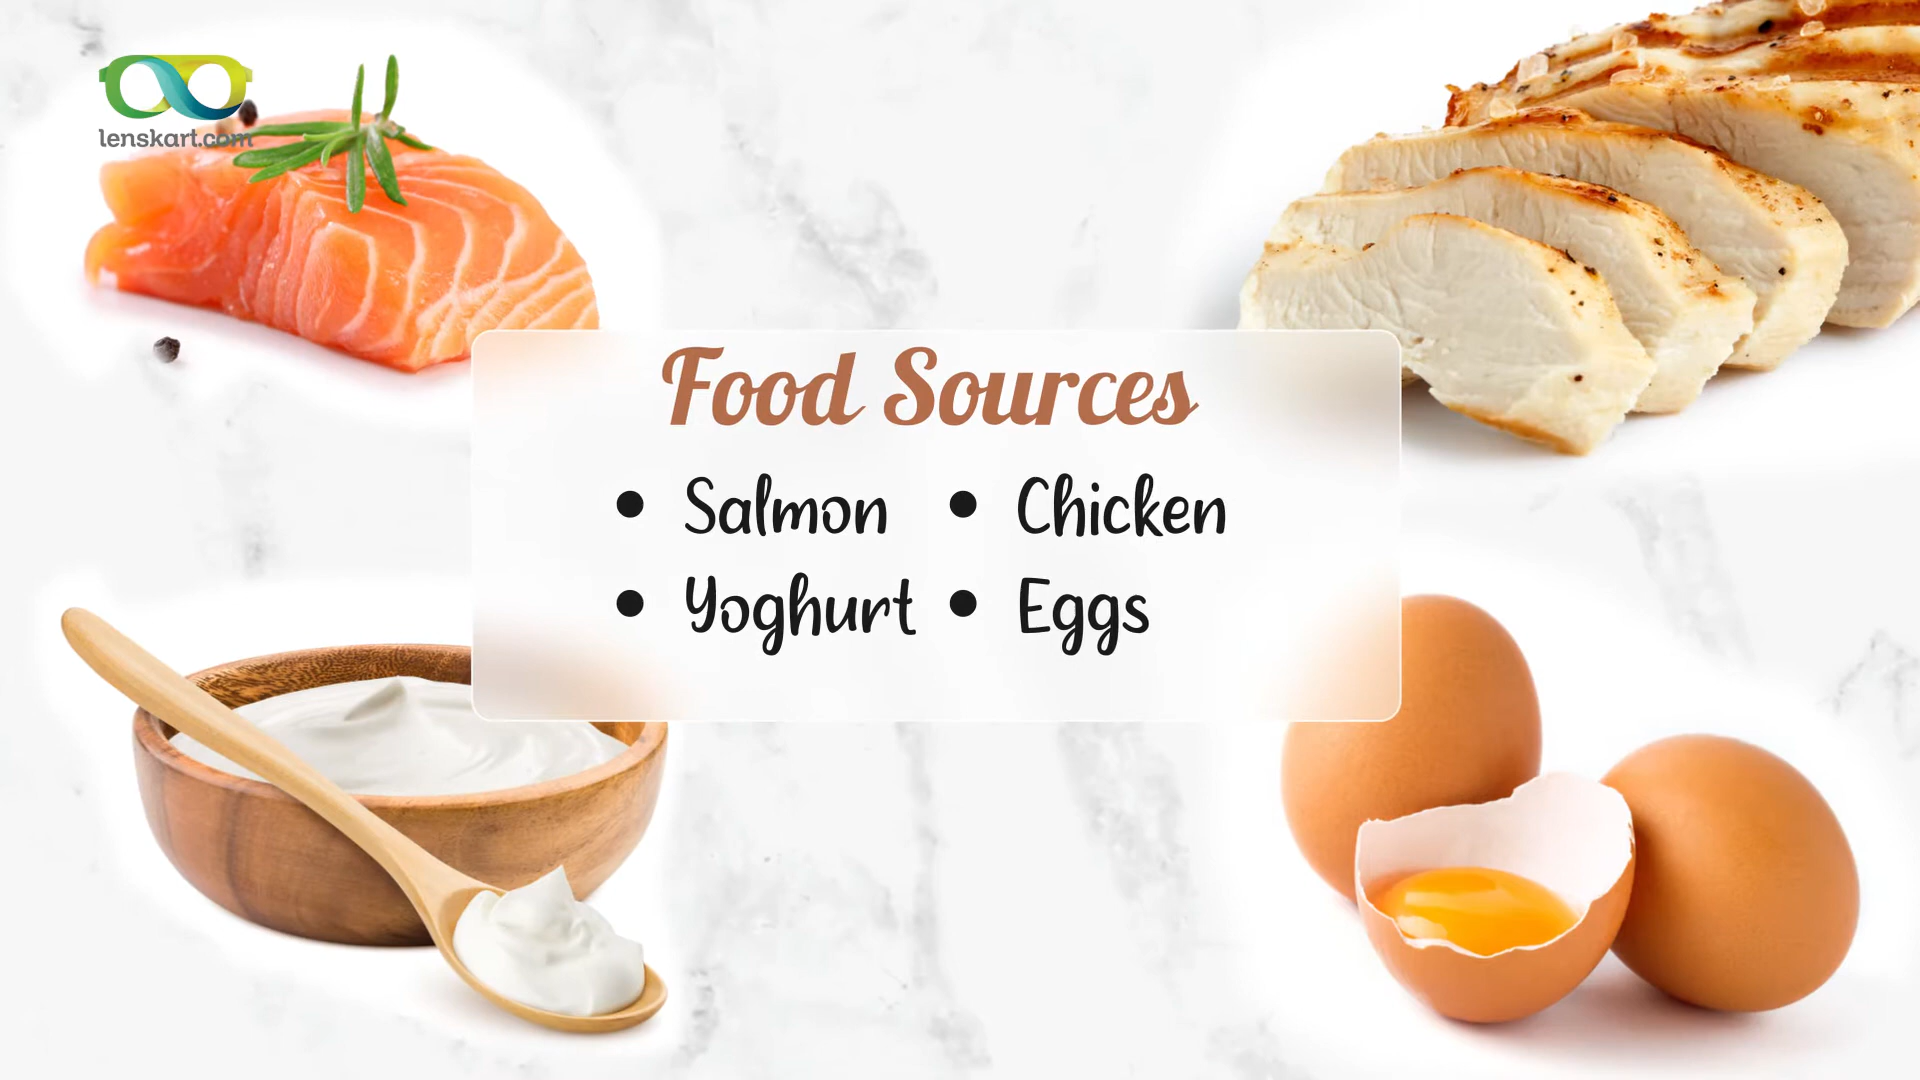 lenskart.com
Food Sources
• Salmon • Chicken
• Yoghurt • Eggs